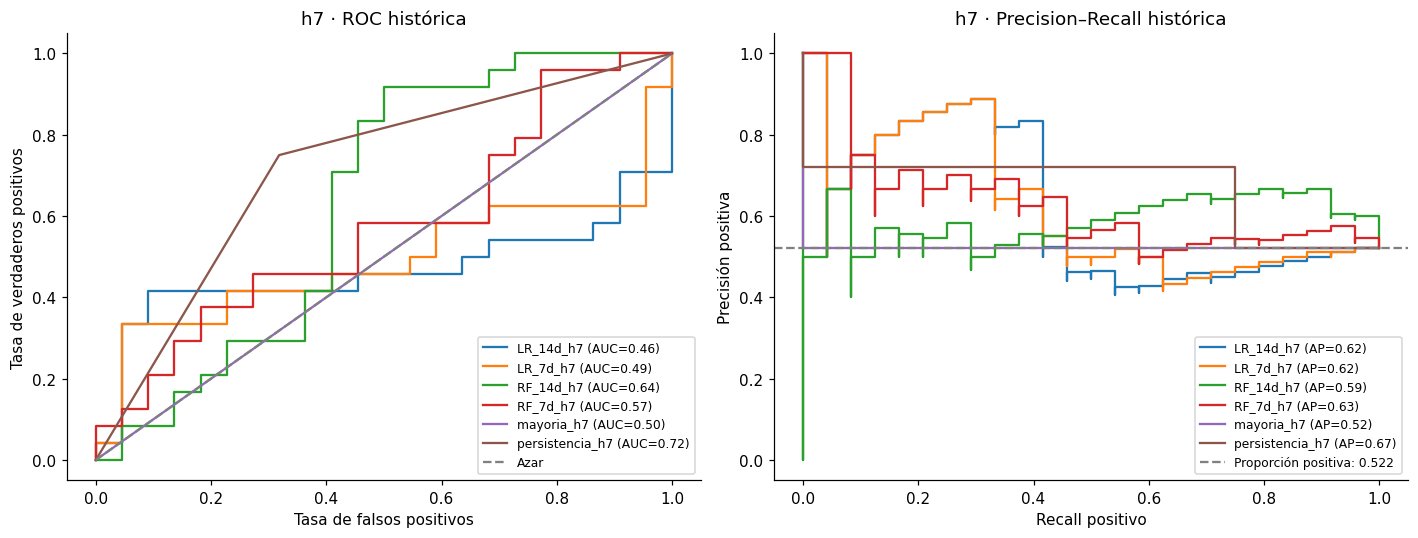 h7 · ROC histórica
Tasa de verdaderos positivos
1.0
0.8
0.6
0.4
0.2
0.0
0.0
0.2
0.4
0.6
0.8
1.0
Tasa de falsos positivos
LR_14d_h7 (AUC=0.46)
LR_7d_h7 (AUC=0.49)
RF_14d_h7 (AUC=0.64)
RF_7d_h7 (AUC=0.57)
mayoria_h7 (AUC=0.50)
persistencia_h7 (AUC=0.72)
Azar
h7 · Precision–Recall histórica
Precisión positiva
1.0
0.8
0.6
0.4
0.2
0.0
0.0
0.2
0.4
0.6
0.8
1.0
Recall positivo
LR_14d_h7 (AP=0.62)
LR_7d_h7 (AP=0.62)
RF_14d_h7 (AP=0.59)
RF_7d_h7 (AP=0.63)
mayoria_h7 (AP=0.52)
persistencia_h7 (AP=0.67)
Proporción positiva: 0.522